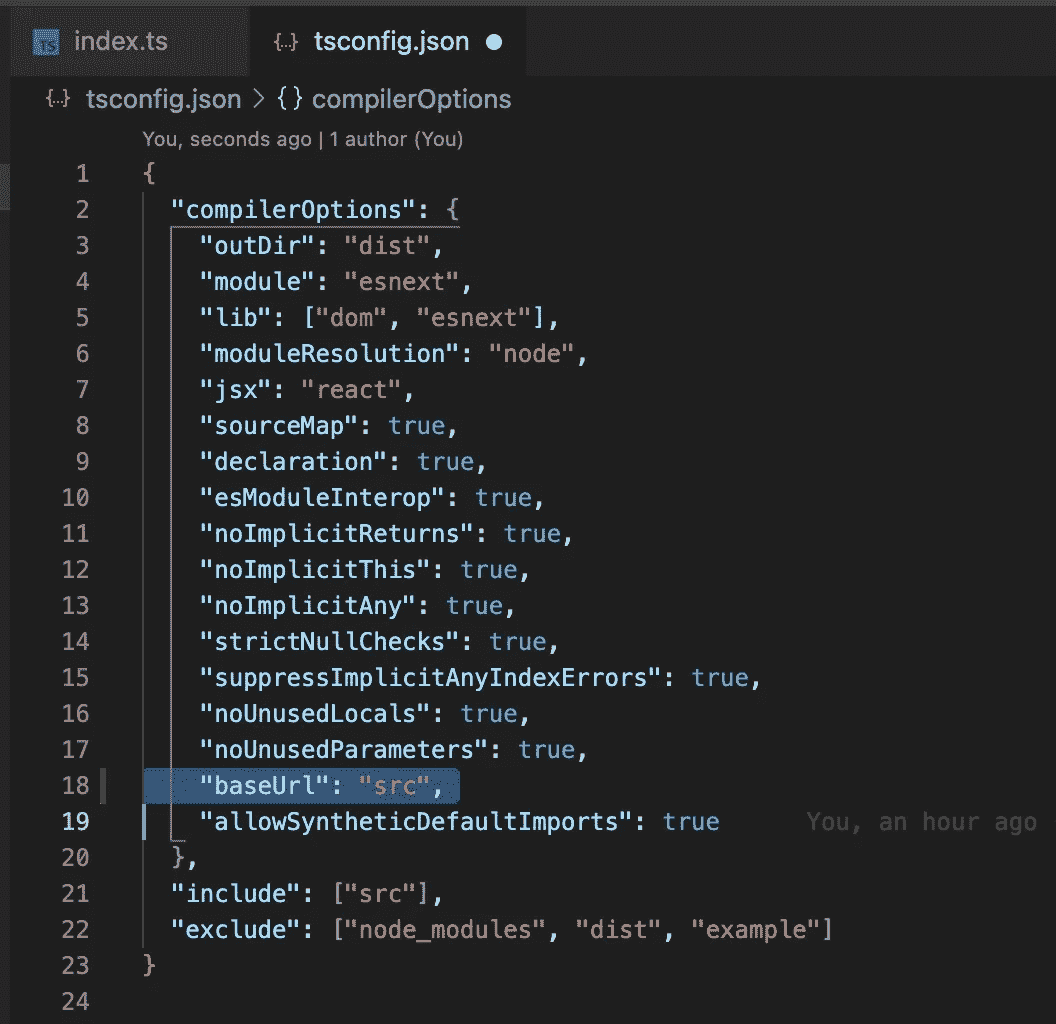 TS index.ts {..} tsconfig.json
{..} tsconfig.json > {} compilerOptions
You, seconds ago | 1 author (You)
1 {
2 "compilerOptions": {
3 "outDir": "dist",
4 "module": "esnext",
5 "lib": ["dom", "esnext"],
6 "moduleResolution": "node",
7 "jsx": "react",
8 "sourceMap": true,
9 "declaration": true,
10 "esModuleInterop": true,
11 "noImplicitReturns": true,
12 "noImplicitThis": true,
13 "noImplicitAny": true,
14 "strictNullChecks": true,
15 "suppressImplicitAnyIndexErrors": true,
16 "noUnusedLocals": true,
17 "noUnusedParameters": true,
18 "baseUrl": "src",
19 "allowSyntheticDefaultImports": true You, an hour ago
20 },
21 "include": ["src"],
22 "exclude": ["node_modules", "dist", "example"]
23 }
24